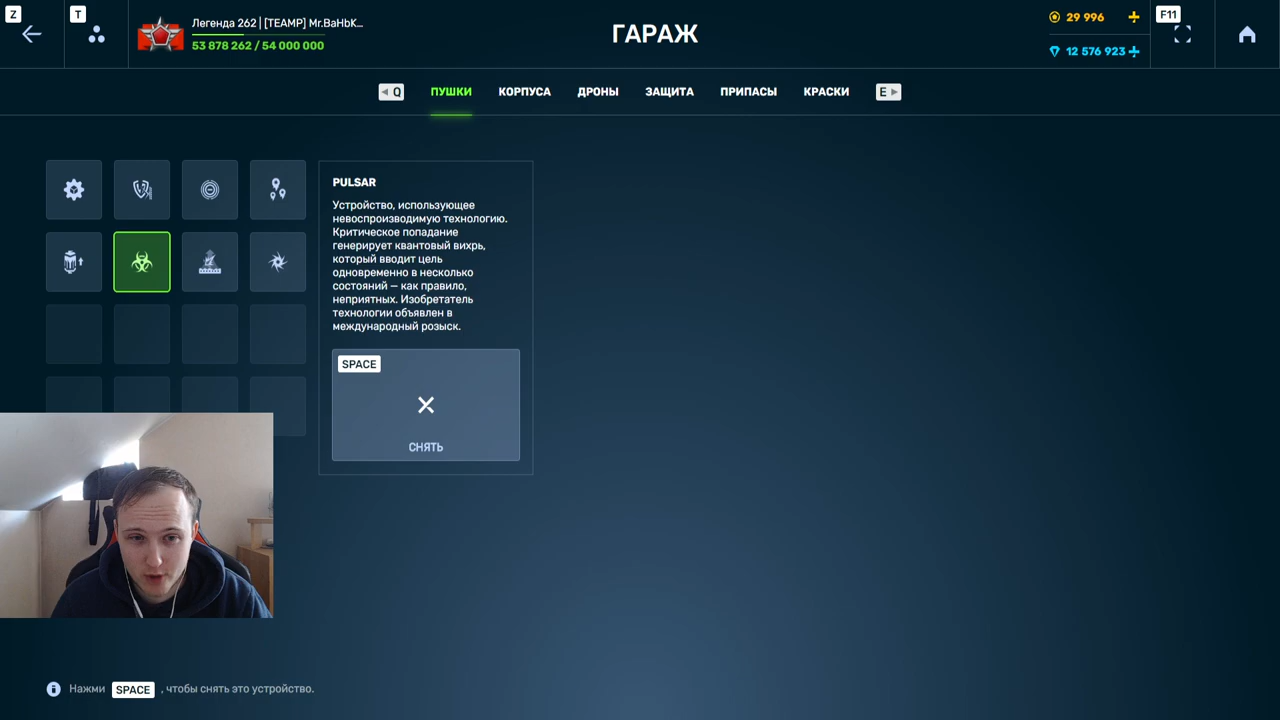 Z
T
Легенда 262 | [TEAMP] Mr.BaHbK...
53 878 262 / 54 000 000
ГАРАЖ
29 996
12 576 923
F11
Q
ПУШКИ
КОРПУСА
ДРОНЫ
ЗАЩИТА
ПРИПАСЫ
КРАСКИ
E
PULSAR
Устройство, использующее
невоспроизводимую технологию.
Критическое попадание
генерирует квантовый вихрь,
который вводит цель
одновременно в несколько
состояний — как правило,
неприятных. Изобретатель
технологии объявлен в
международный розыск.
SPACE
СНЯТЬ
Нажми SPACE , чтобы снять это устройство.